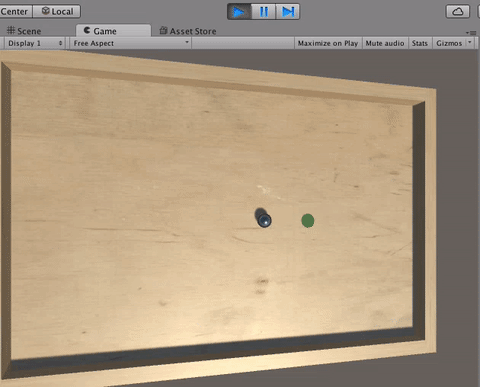 Center Local
Scene Game Asset Store
Display 1 Free Aspect Maximize on Play Mute audio Stats Gizmos